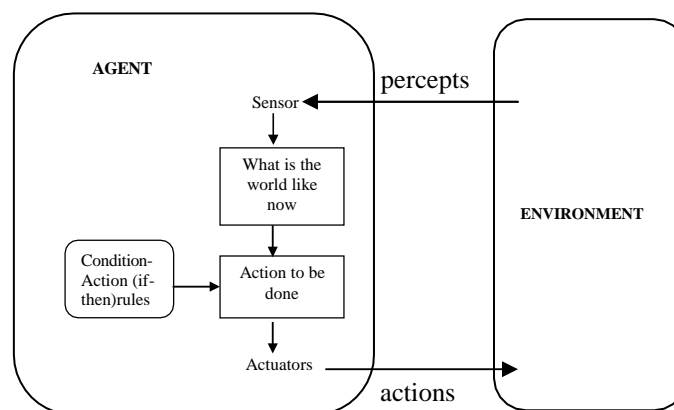 AGENT
percepts
Sensor
What is the
world like
now
ENVIRONMENT
Condition-
Action (if-
then)rules
Action to be
done
Actuators
actions